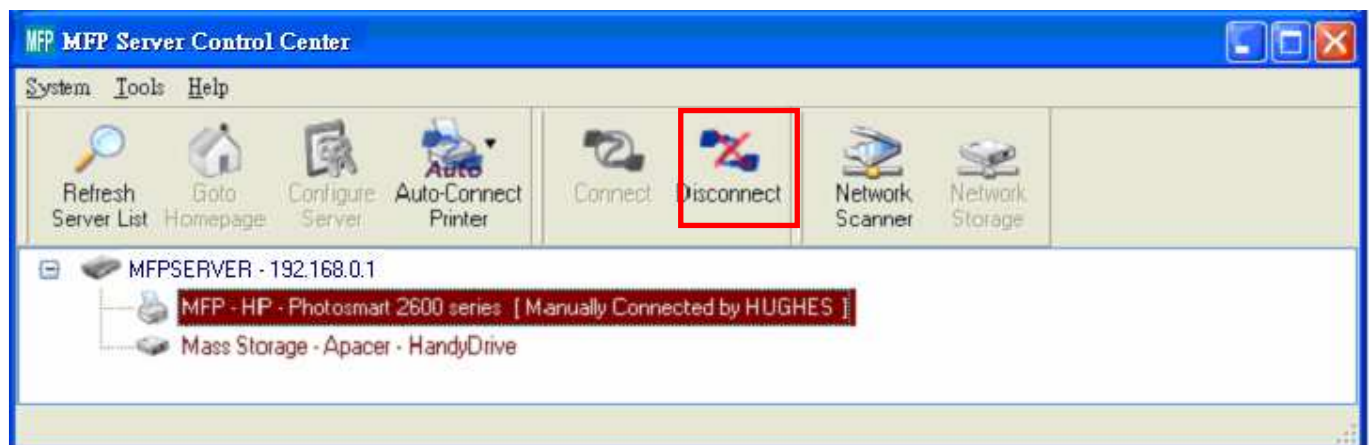 MFP MFP Server Control Center
System Tools Help
Refresh Server List
Goto Homepage
Configure Server
Auto
Auto-Connect Printer
Connect
Disconnect
Network Scanner
Network Storage
MFPSERVER - 192.168.0.1
MFP - HP - Photosmart 2600 series [ Manually Connected by HUGHES ]
Mass Storage - Apacer - HandyDrive